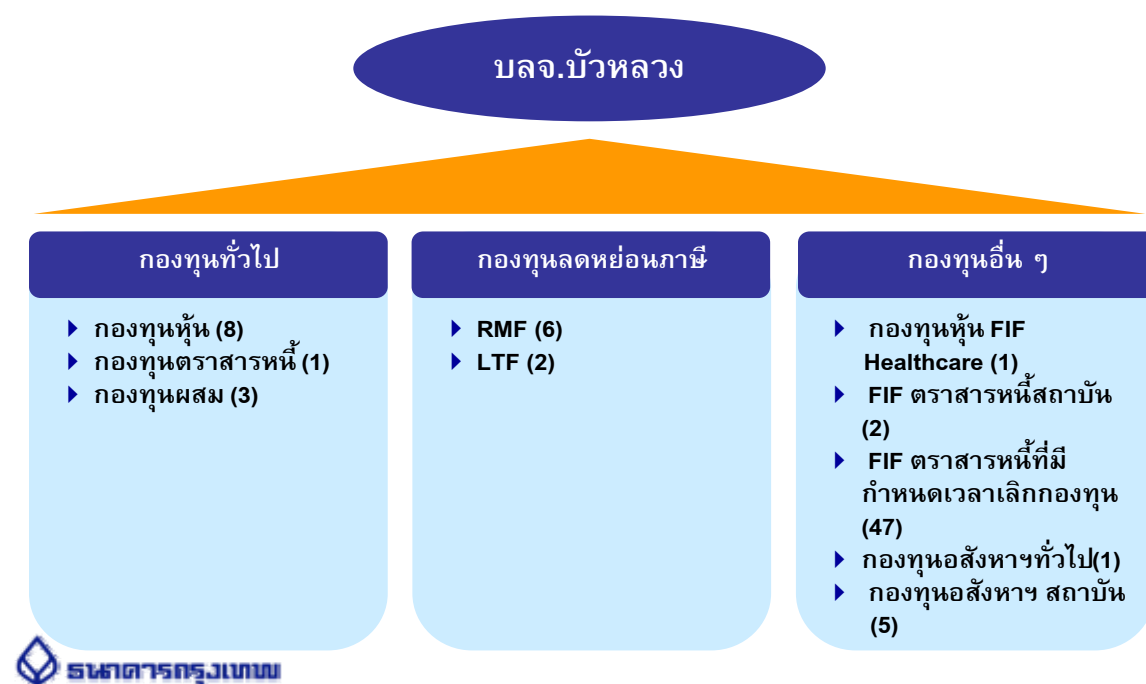 บลจ.บัวหลวง
กองทุนทั่วไป
กองทุนหุ้น (8)
กองทุนตราสารหนี้ (1)
กองทุนผสม (3)
กองทุนลดหย่อนภาษี
RMF (6)
LTF (2)
กองทุนอื่น ๆ
กองทุนหุ้น FIF
Healthcare (1)
FIF ตราสารหนี้สถาบัน
(2)
FIF ตราสารหนี้ที่มี
กำหนดเวลาเลิกกองทุน
(47)
กองทุนอสังหาฯทั่วไป(1)
กองทุนอสังหาฯ สถาบัน
(5)
ธนาคารกรุงเทพ